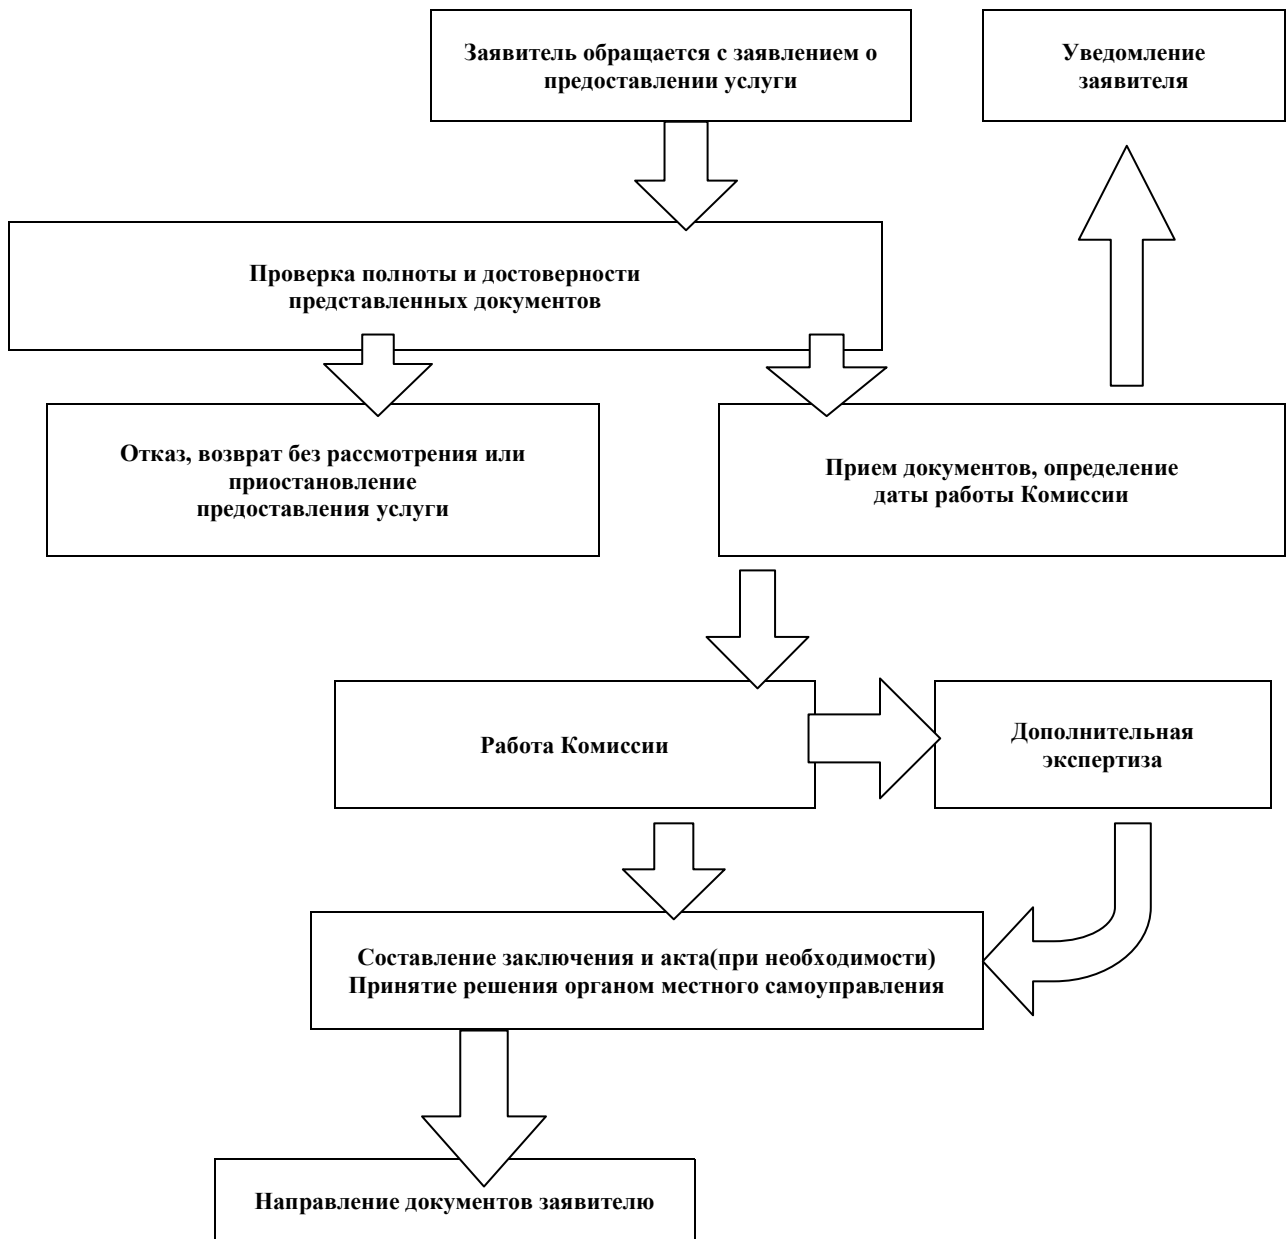 Заявитель обращается с заявлением о
предоставлении услуги
Уведомление
заявителя
Проверка полноты и достоверности
представленных документов
Отказ, возврат без рассмотрения или
приостановление
предоставления услуги
Прием документов, определение
даты работы Комиссии
Работа Комиссии
Дополнительная
экспертиза
Составление заключения и акта(при необходимости)
Принятие решения органом местного самоуправления
Направление документов заявителю